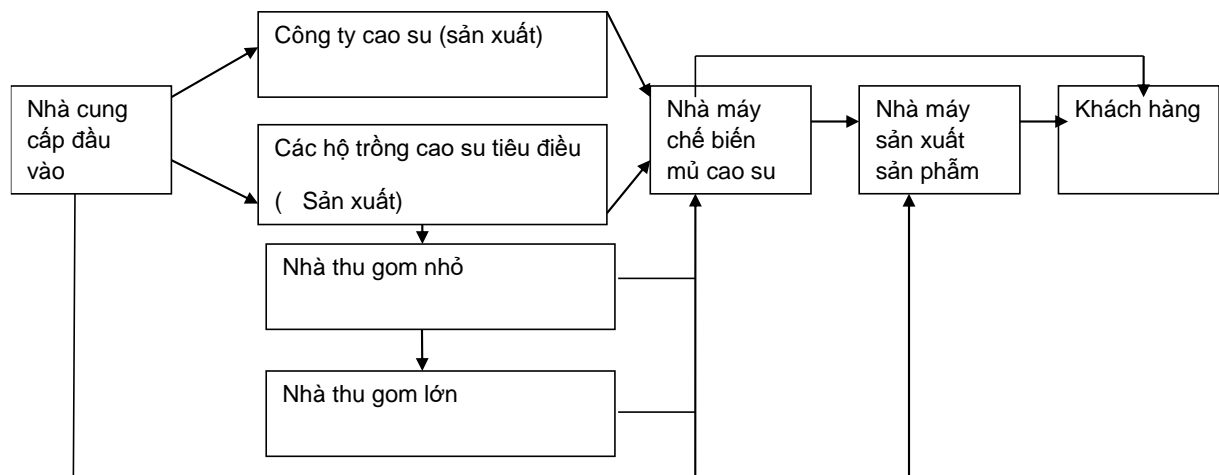 Công ty cao su (sản xuất)
Nhà cung
cấp đầu
vào
Các hộ trồng cao su tiêu điều
( Sản xuất)
Nhà máy
chế biến
mủ cao su
Nhà máy
sản xuất
sản phẫm
Khách hàng
Nhà thu gom nhỏ
Nhà thu gom lớn